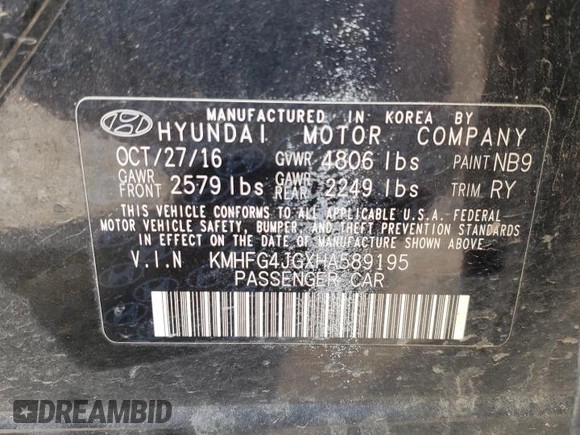 MANUFACTURED IN KOREA BY
HYUNDAI MOTOR COMPANY
OCT/27/16 GVWR 4806 lbs PAINT NB9
GAWR FRONT 2579 lbs GAWR REAR 2249 lbs TRIM RY
THIS VEHICLE CONFORMS TO ALL APPLICABLE U.S.A. FEDERAL
MOTOR VEHICLE SAFETY, BUMPER, AND THEFT PREVENTION STANDARDS
IN EFFECT ON THE DATE OF MANUFACTURE SHOWN ABOVE.
V.I.N KMHFG4JGXHA589195
PASSENGER CAR
DREAMBID